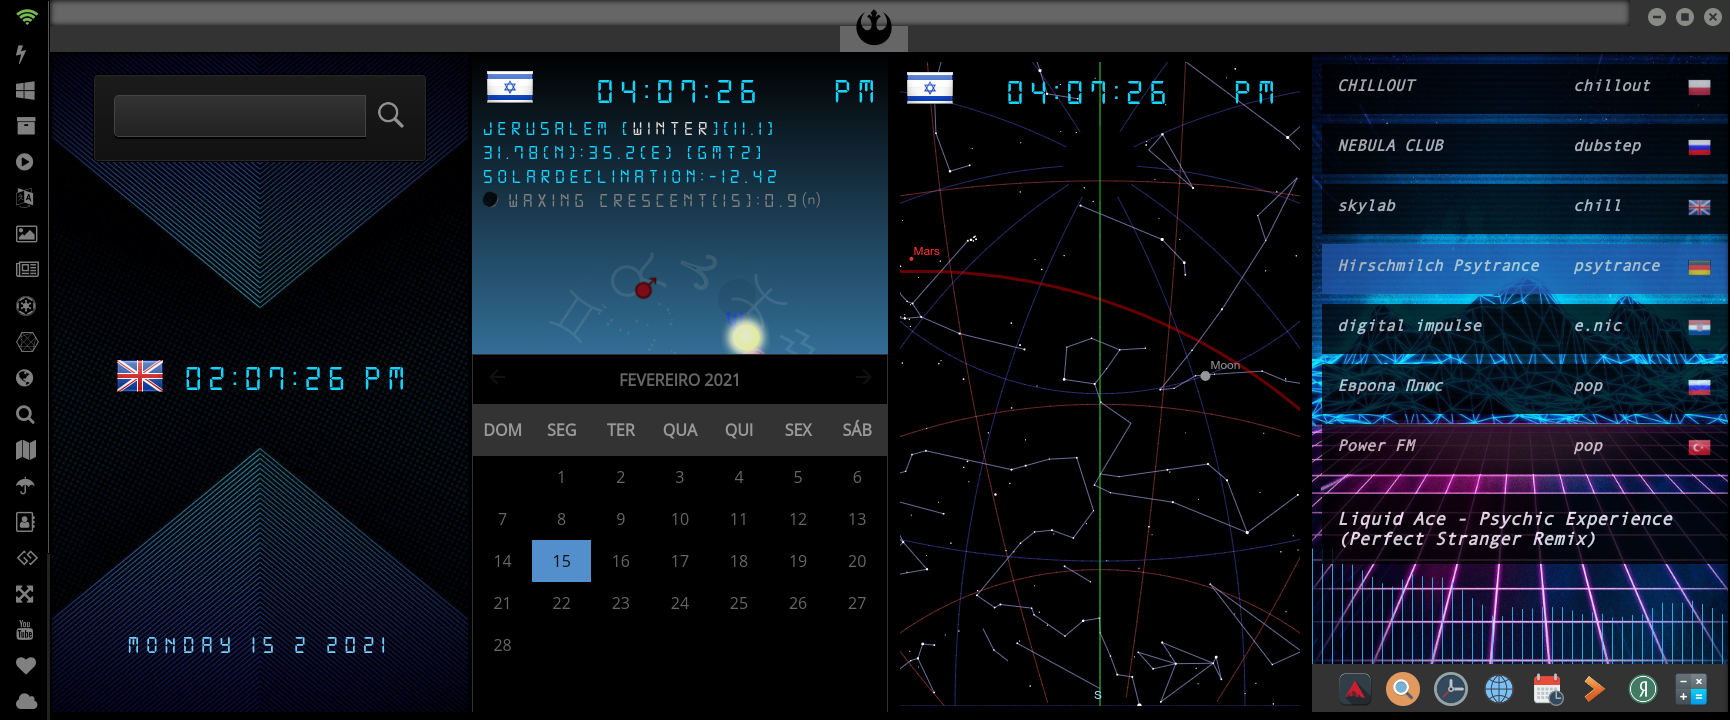 02:07:26 PM
MONDAY 15 2 2021
04:07:26 PM
JERUSALEM [WINTER][11.1]
31.78(N):35.2(E) [GMT2]
SOLARDECLINATION:-12.42
WAXING CRESCENT[15]:0.9(n)
FEVEREIRO 2021
DOM SEG TER QUA QUI SEX SÁB
1 2 3 4 5 6
7 8 9 10 11 12 13
14 15 16 17 18 19 20
21 22 23 24 25 26 27
28
04:07:26 PM
Mars
Moon
S
CHILLOUT chillout
NEBULA CLUB dubstep
skylab chill
Hirschmilch Psytrance psytrance
digital impulse e.nic
Европа Плюс pop
Power FM pop
Liquid Ace - Psychic Experience
(Perfect Stranger Remix)
You
Tube
Я